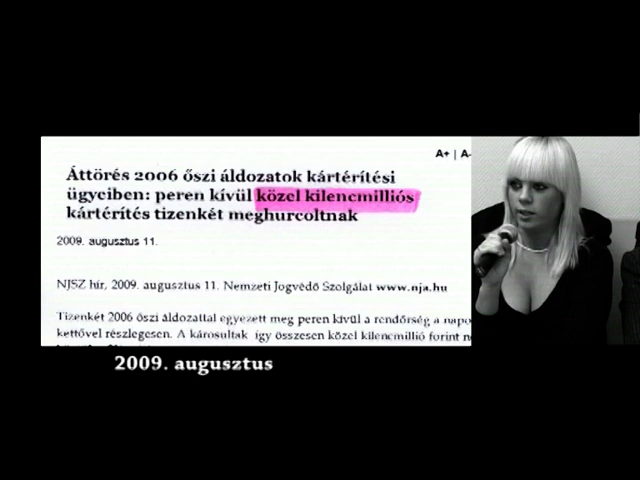 A+ | A-
Áttörés 2006 őszi áldozatok kártérítési
ügyeiben: peren kívül közel kilencmilliós
kártérítés tizenkét meghurcoltnak
2009. augusztus 11.
NJSZ hír, 2009. augusztus 11. Nemzeti Jogvédő Szolgálat www.nja.hu
Tizenkét 2006 őszi áldozattal egyezett meg peren kívül a rendőrség a napo
kettővel részlegesen. A károsultak így összesen közel kilencmillió forint
2009. augusztus